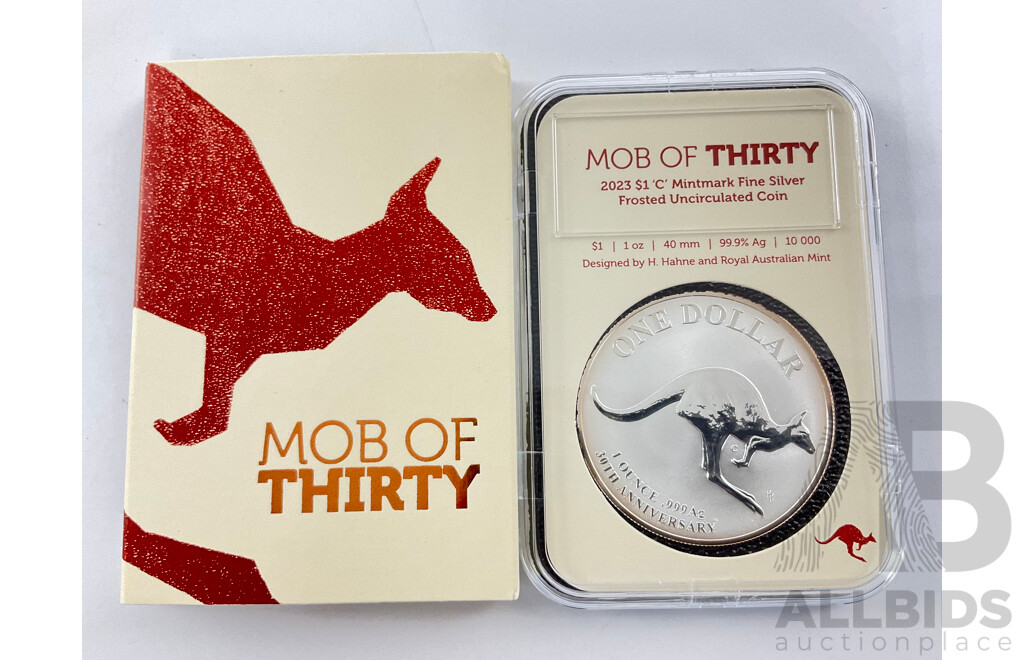 MOB OF
THIRTY
MOB OF THIRTY
2023 $1 ‘C’ Mintmark Fine Silver
Frosted Uncirculated Coin
$1 | 1 oz | 40 mm | 99.9% Ag | 10 000
Designed by H. Hahne and Royal Australian Mint
ONE DOLLAR
C
1 OUNCE .999 AG
30TH ANNIVERSARY
AB
ALLBIDS
auctionplace